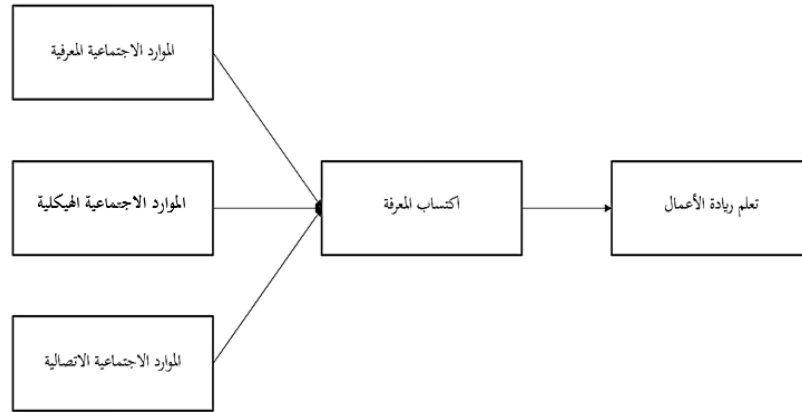 الموارد الاجتماعية المعرفية
الموارد الاجتماعية الهيكلية
الموارد الاجتماعية الاتصالية
اكتساب المعرفة
تعلم ريادة الأعمال